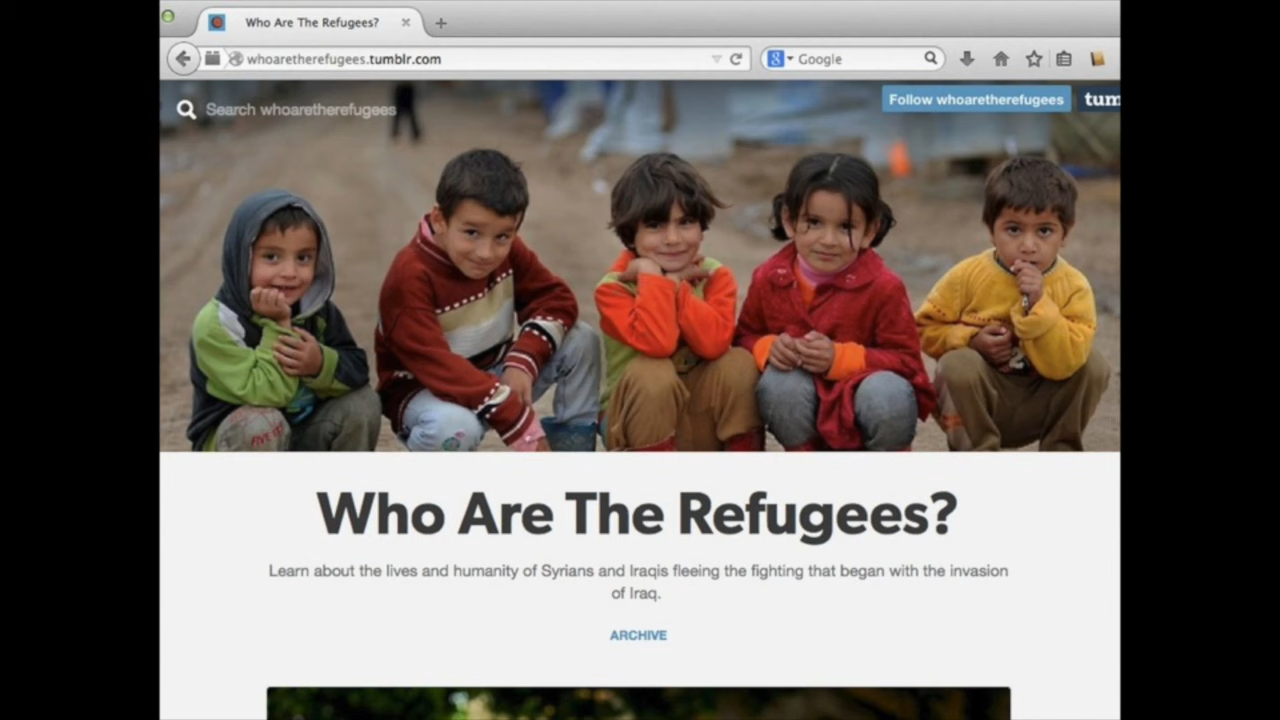 Who Are The Refugees?
whoaretherefugees.tumblr.com
Google
Search whoaretherefugees
Follow whoaretherefugees
tum
FIVE
Who Are The Refugees?
Learn about the lives and humanity of Syrians and Iraqis fleeing the fighting that began with the invasion
of Iraq.
ARCHIVE